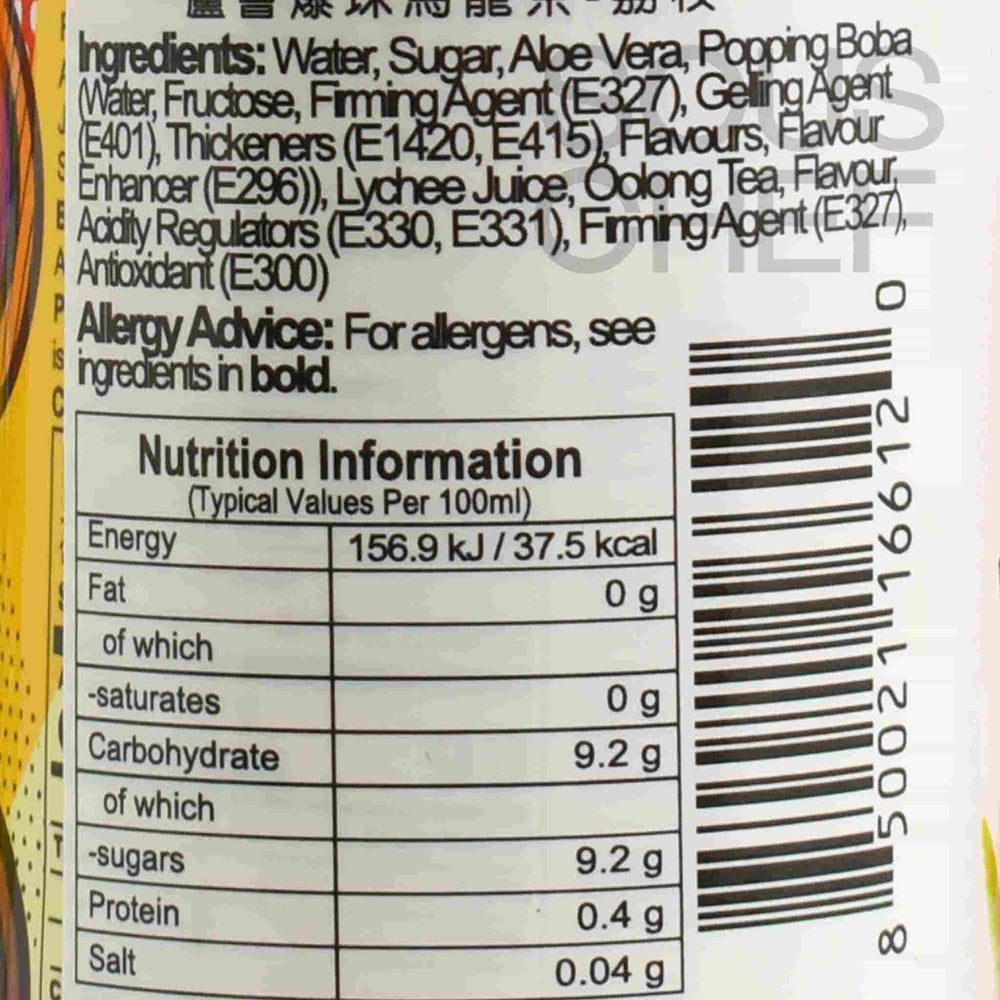 Ingredients: Water, Sugar, Aloe Vera, Popping Boba
(Water, Fructose, Firming Agent (E327), Gelling Agent
(E401), Thickeners (E1420, E415), Flavours, Flavour
Enhancer (E296)), Lychee Juice, Oolong Tea, Flavour,
Acidity Regulators (E330, E331), Firming Agent (E327),
Antioxidant (E300)
Allergy Advice: For allergens, see
ingredients in bold.
Nutrition Information
(Typical Values Per 100ml)
Energy 156.9 kJ / 37.5 kcal
Fat 0 g
of which
-saturates 0 g
Carbohydrate 9.2 g
of which
-sugars 9.2 g
Protein 0.4 g
Salt 0.04 g
8 50021 16612 0